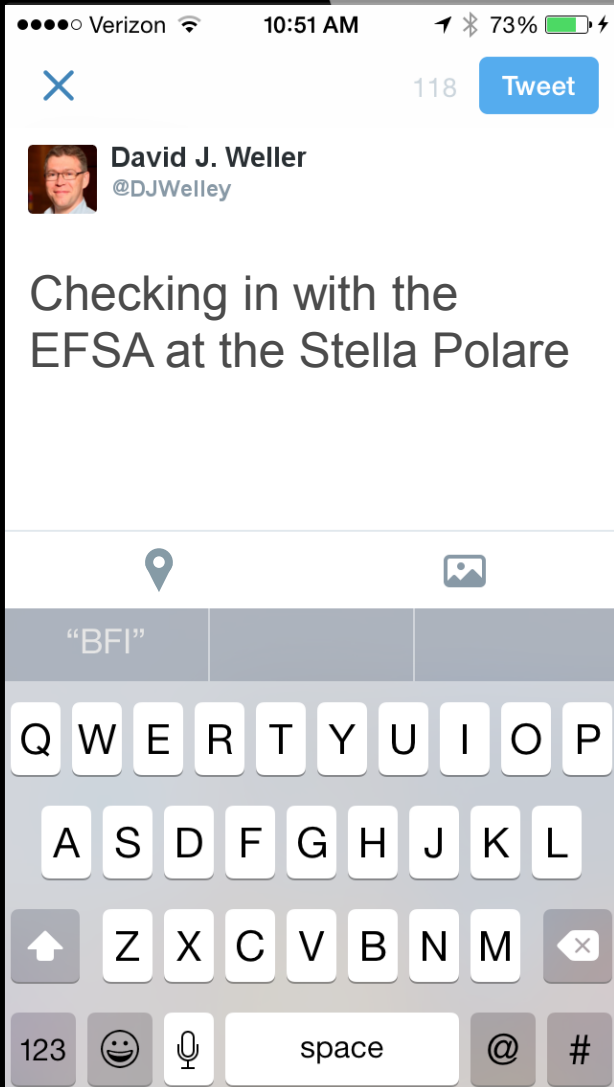 Verizon 10:51 AM 73%
118 Tweet
David J. Weller
@DJWelley
Checking in with the
EFSA at the Stella Polare
“BFI”
Q W E R T Y U I O P
A S D F G H J K L
Z X C V B N M
123 space @ #